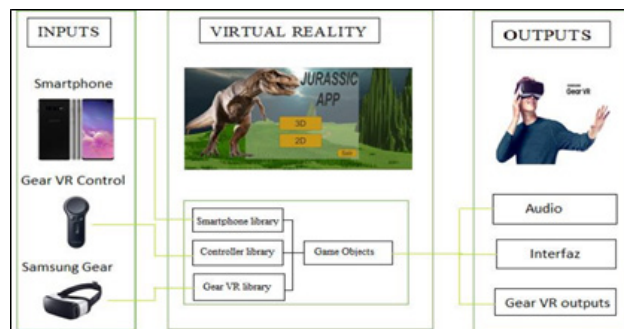 INPUTS
Smartphone
Gear VR Control
Samsung Gear
VIRTUAL REALITY
JURASSIC
APP
3D
2D
Smartphone library
Controller library
Gear VR library
Game Objects
OUTPUTS
Gear VR
Audio
Interfaz
Gear VR outputs